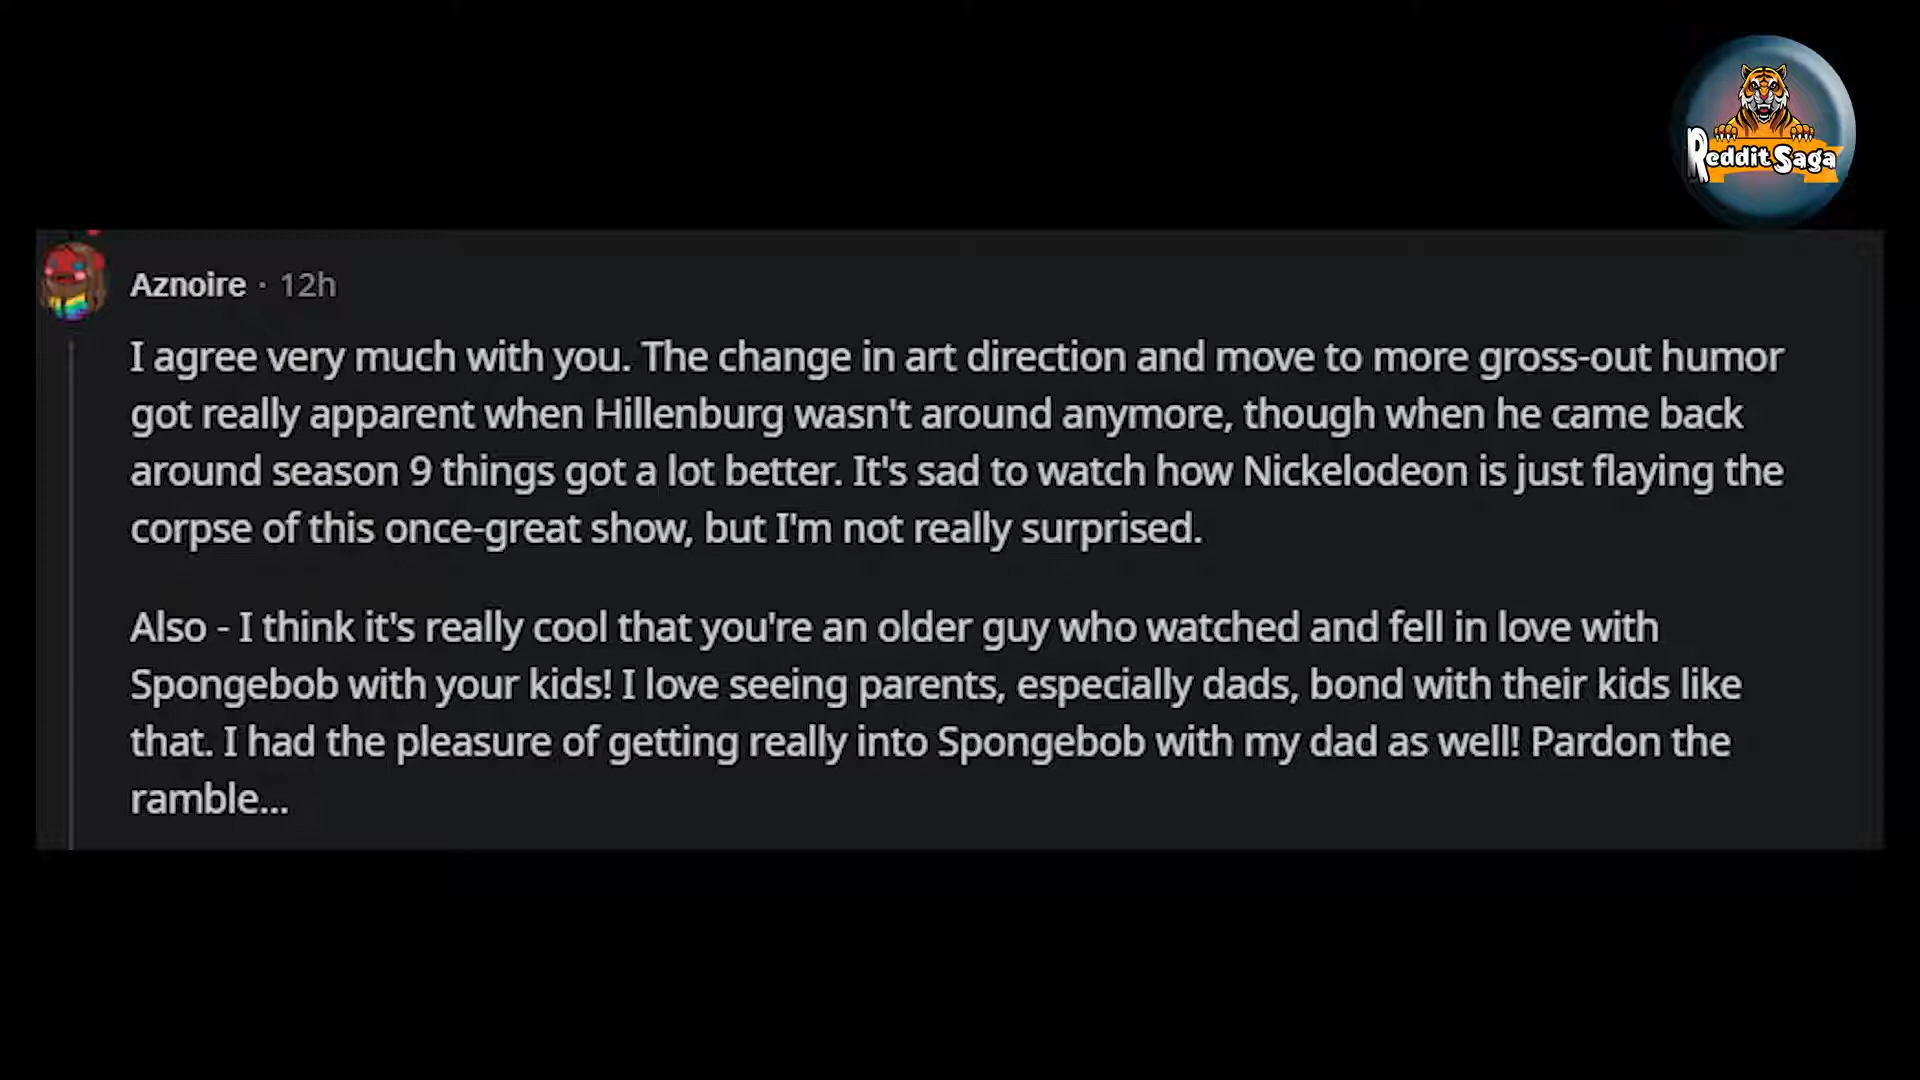 Reddit Saga
Aznoire · 12h
I agree very much with you. The change in art direction and move to more gross-out humor
got really apparent when Hillenburg wasn't around anymore, though when he came back
around season 9 things got a lot better. It's sad to watch how Nickelodeon is just flaying the
corpse of this once-great show, but I'm not really surprised.
Also - I think it's really cool that you're an older guy who watched and fell in love with
Spongebob with your kids! I love seeing parents, especially dads, bond with their kids like
that. I had the pleasure of getting really into Spongebob with my dad as well! Pardon the
ramble...